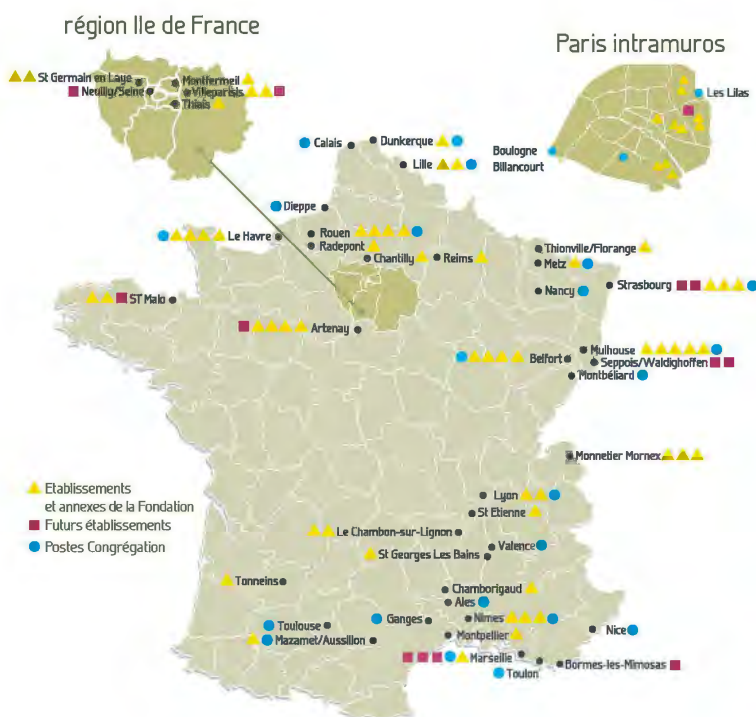 région Ile de France
Paris intramuros
St Germain en Laye
Montfermeil
Neuilly/Seine
Villeparisis
Thiais
Les Lilas
Boulogne
Billancourt
Calais
Dunkerque
Lille
Dieppe
Rouen
Le Havre
Radepont
Chantilly
Reims
Thionville/Florange
Metz
Nancy
Strasbourg
ST Malo
Artenay
Mulhouse
Belfort
Seppois/Waldighoffen
Montbéliard
Monnetier Mornex
Etablissements
et annexes de la Fondation
Futurs établissements
Postes Congrégation
Lyon
St Etienne
Le Chambon-sur-Lignon
Valence
St Georges Les Bains
Tonneins
Chamborigaud
Ales
Toulouse
Ganges
Nimes
Nice
Mazamet/Aussillon
Montpellier
Marseille
Bormes-les-Mimosas
Toulon